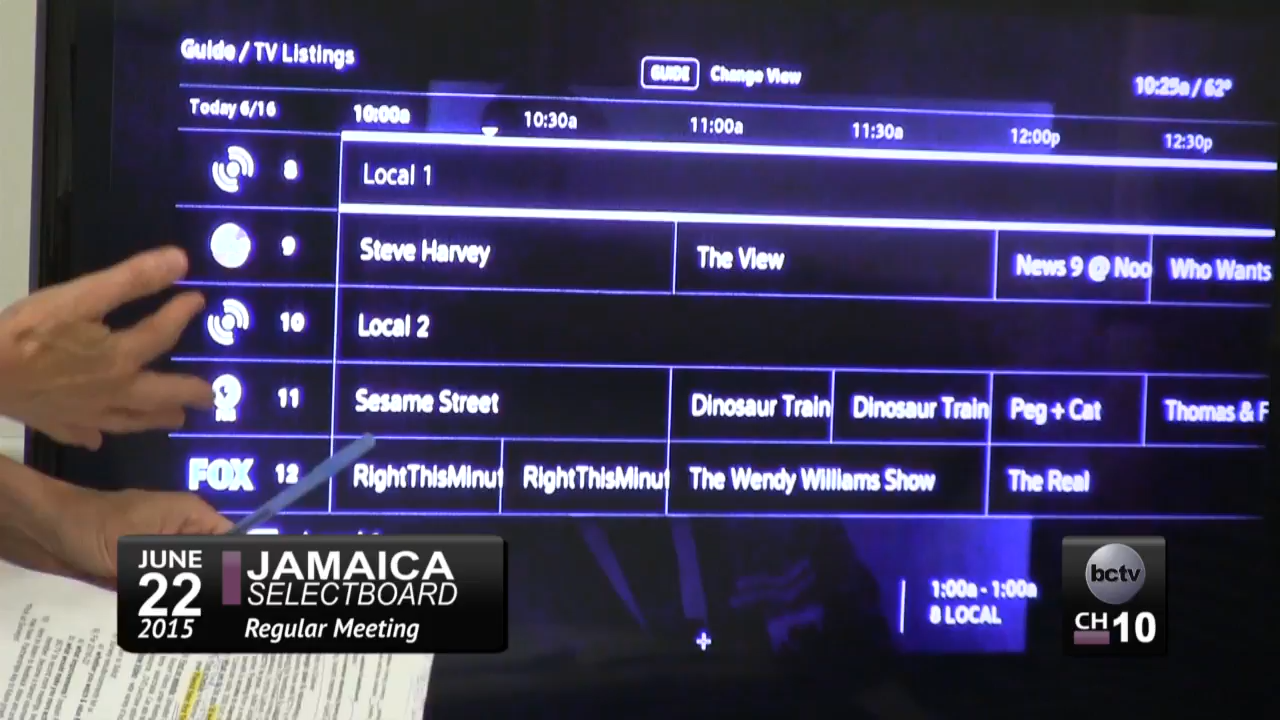 Guide / TV Listings
GUIDE Change View
10:25a / 62°
Today 6/16 10:00a 10:30a 11:00a 11:30a 12:00p 12:30p
8 Local 1
9 Steve Harvey The View News 9 @ Noo Who Wants
10 Local 2
11 Sesame Street Dinosaur Train Dinosaur Train Peg + Cat Thomas & F
FOX 12 RightThisMinut RightThisMinut The Wendy Williams Show The Real
1:00a - 1:00a
8 LOCAL
JUNE 22 2015
JAMAICA
SELECTBOARD
Regular Meeting
bctv
CH 10